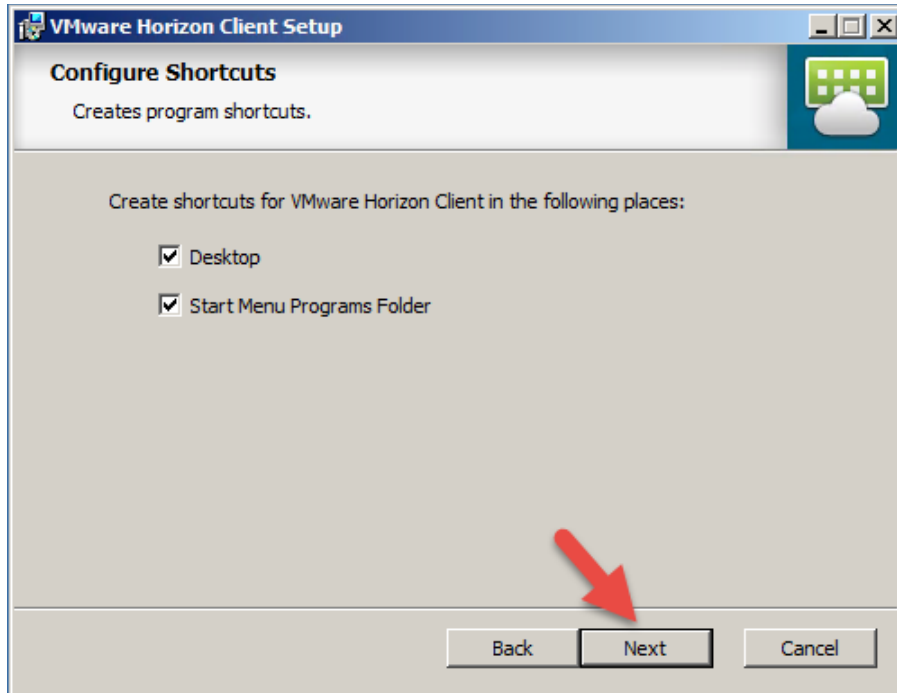 VMware Horizon Client Setup
Configure Shortcuts
Creates program shortcuts.
Create shortcuts for VMware Horizon Client in the following places:
Desktop
Start Menu Programs Folder
Back Next Cancel